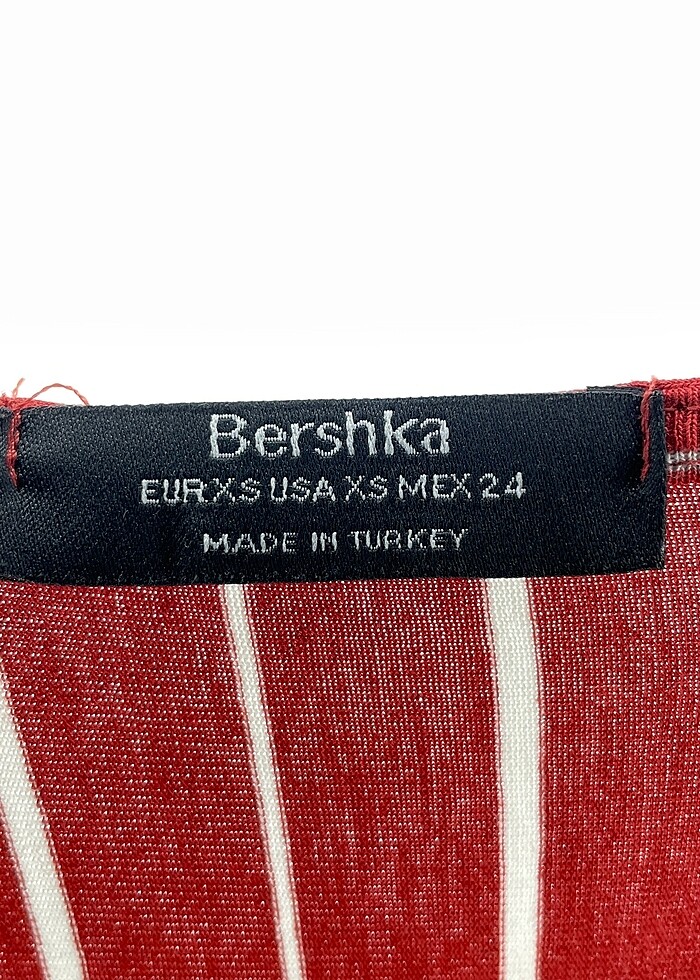 Bershka
EUR XS USA XS MEX 24
MADE IN TURKEY